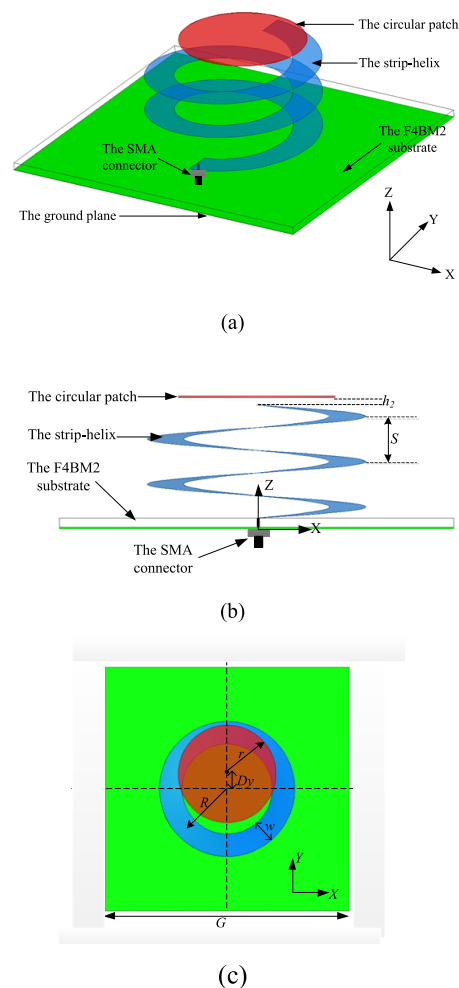 The circular patch
The strip-helix
The F4BM2
substrate
The SMA
connector
The ground plane
Z
Y
X
(a)
The circular patch
h2
The strip-helix
S
The F4BM2
substrate
Z
X
The SMA
connector
(b)
r
Dy
R
w
Y
X
G
(c)